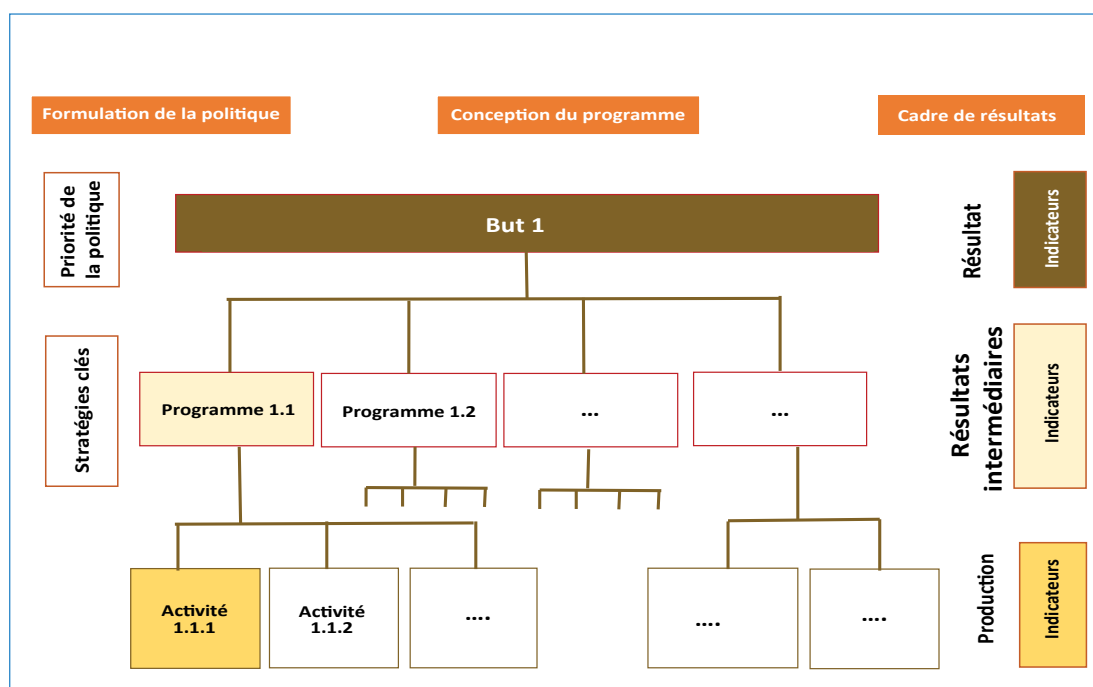 Formulation de la politique
Conception du programme
Cadre de résultats
Priorité de
la politique
But 1
Résultat
Indicateurs
Stratégies clés
Programme 1.1
Programme 1.2
...
...
Résultats
intermédiaires
Indicateurs
Activité
1.1.1
Activité
1.1.2
....
....
....
Production
Indicateurs